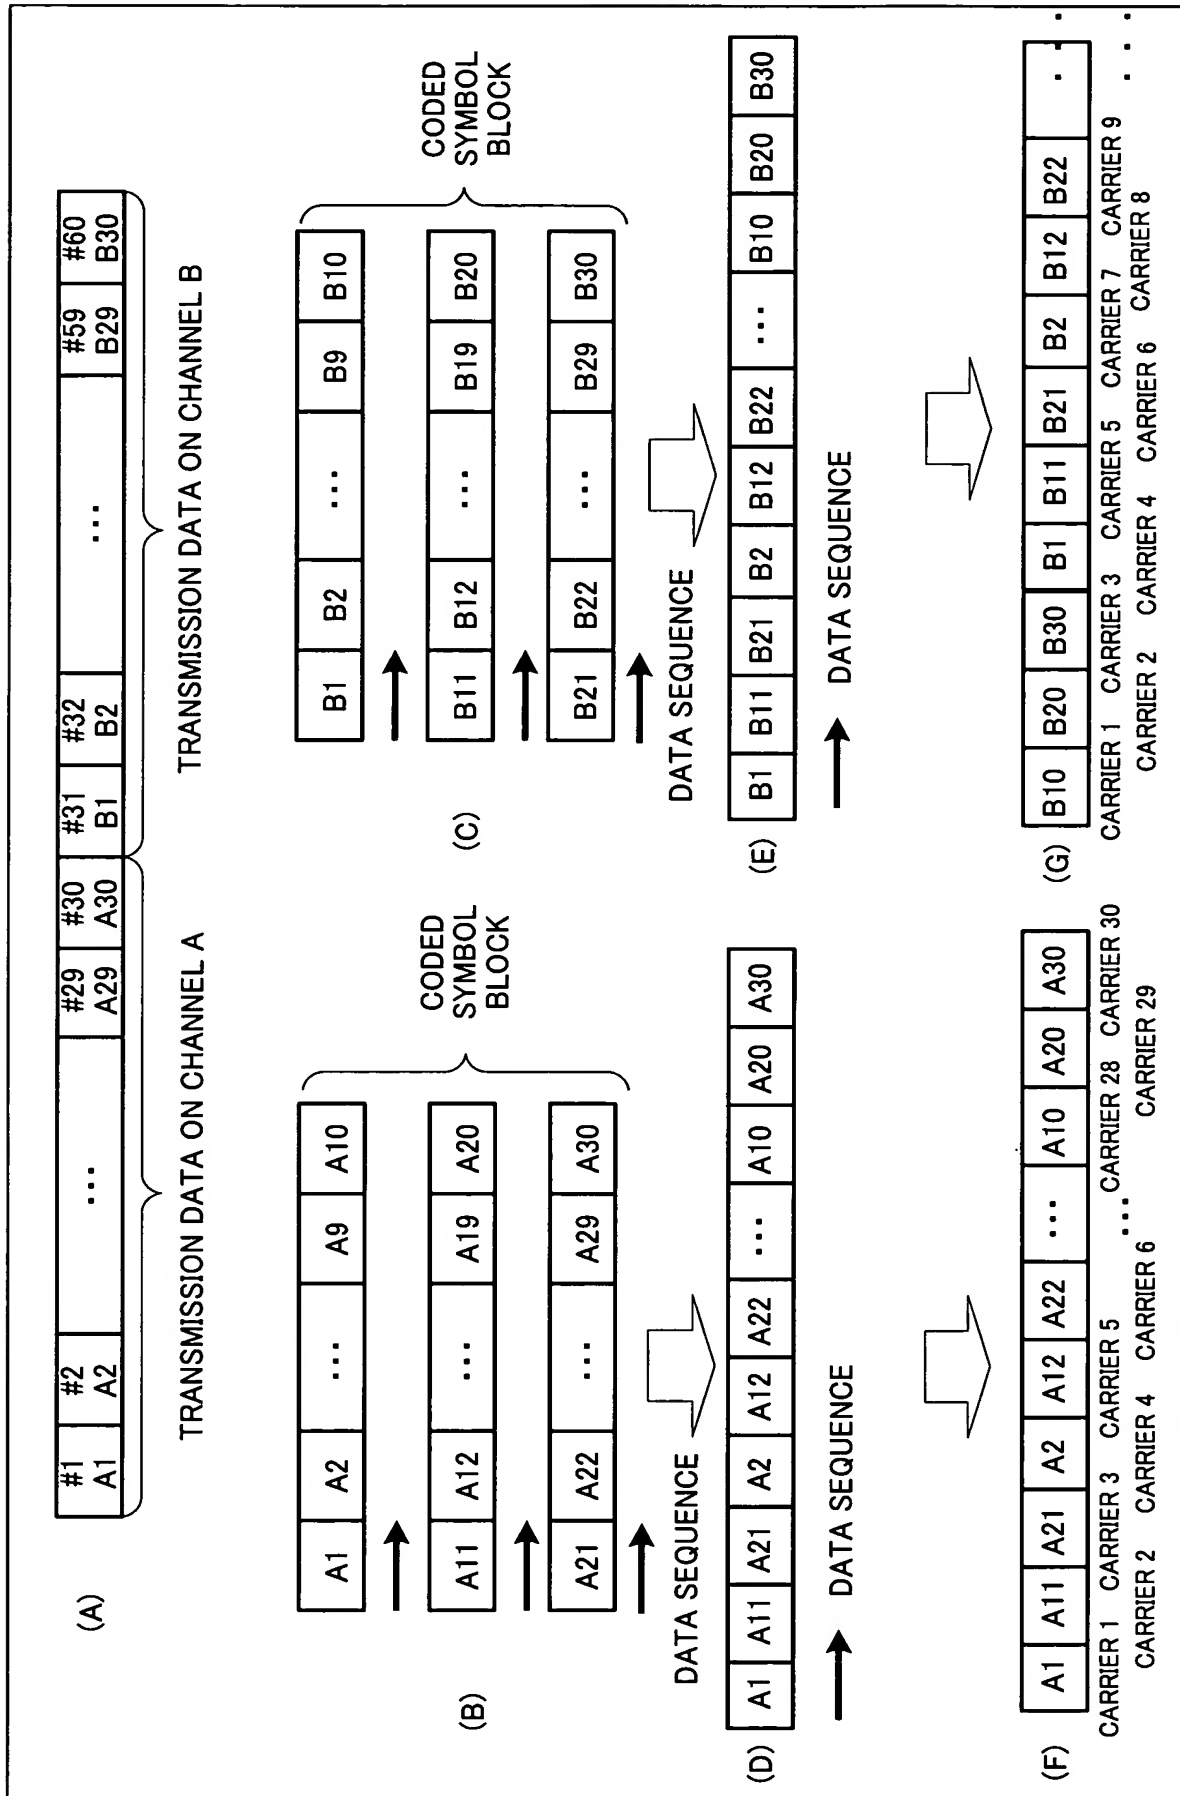 (A)
#1 #2 ... #29 #30 #31 #32 ... #59 #60
A1 A2 A29 A30 B1 B2 B29 B30
TRANSMISSION DATA ON CHANNEL A
TRANSMISSION DATA ON CHANNEL B
(B)
A1 A2 ... A9 A10
A11 A12 ... A19 A20
A21 A22 ... A29 A30
CODED
SYMBOL
BLOCK
DATA SEQUENCE
(C)
B1 B2 ... B9 B10
B11 B12 ... B19 B20
B21 B22 ... B29 B30
CODED
SYMBOL
BLOCK
DATA SEQUENCE
(D)
A1 A11 A21 A2 A12 A22 ... A10 A20 A30
DATA SEQUENCE
(E)
B1 B11 B21 B2 B12 B22 ... B10 B20 B30
DATA SEQUENCE
(F)
A1 A11 A21 A2 A12 A22 ... A10 A20 A30
CARRIER 1 CARRIER 3 CARRIER 5 ... CARRIER 28 CARRIER 30
CARRIER 2 CARRIER 4 CARRIER 6 CARRIER 29
(G)
B10 B20 B30 B1 B11 B21 B2 B12 B22 ...
CARRIER 1 CARRIER 3 CARRIER 5 CARRIER 7 CARRIER 9 ...
CARRIER 2 CARRIER 4 CARRIER 6 CARRIER 8